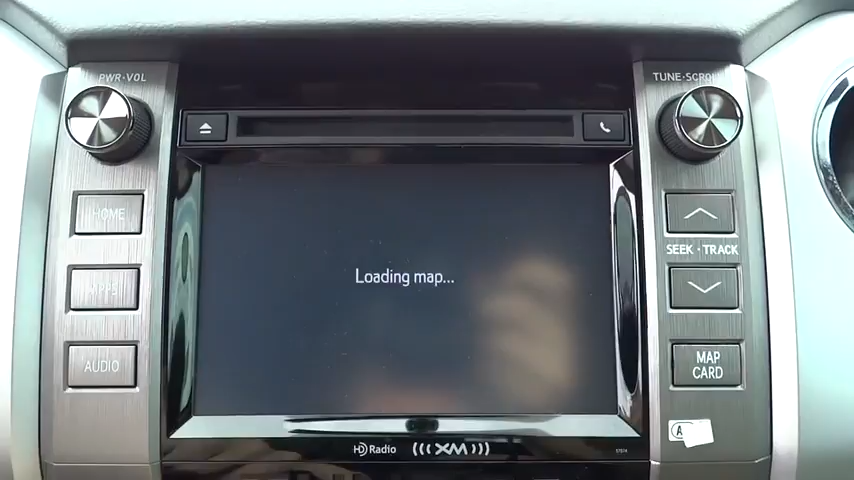 PWR·VOL
TUNE·SCROLL
HOME
SEEK · TRACK
APPS
Loading map...
AUDIO
MAP
CARD
A
HD Radio
XM